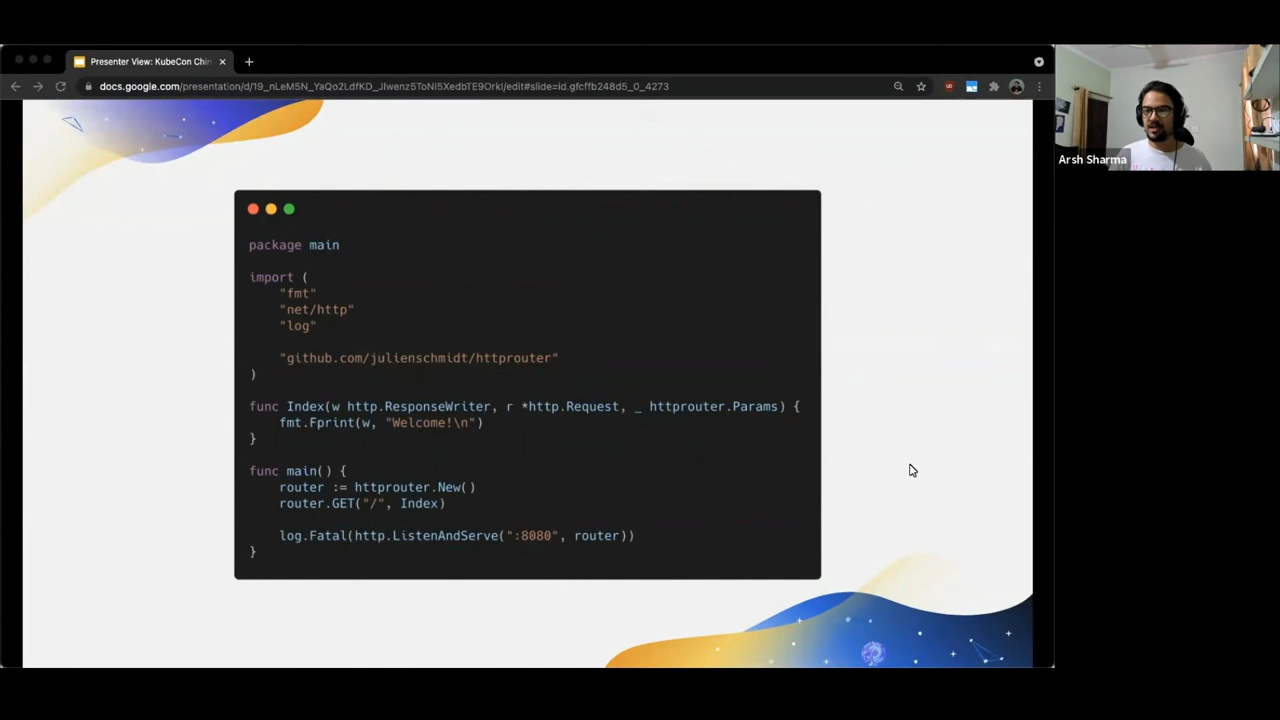 Presenter View: KubeCon Chin
docs.google.com/presentation/d/19_nLeM5N_YaQo2LdfKD_JIwenz5ToNI5XedbTE9OrkI/edit#slide=id.gfcffb248d5_0_4273
Arsh Sharma
package main
import (
"fmt"
"net/http"
"log"
"github.com/julienschmidt/httprouter"
)
func Index(w http.ResponseWriter, r *http.Request, _ httprouter.Params) {
fmt.Fprint(w, "Welcome!\n")
}
func main() {
router := httprouter.New()
router.GET("/", Index)
log.Fatal(http.ListenAndServe(":8080", router))
}